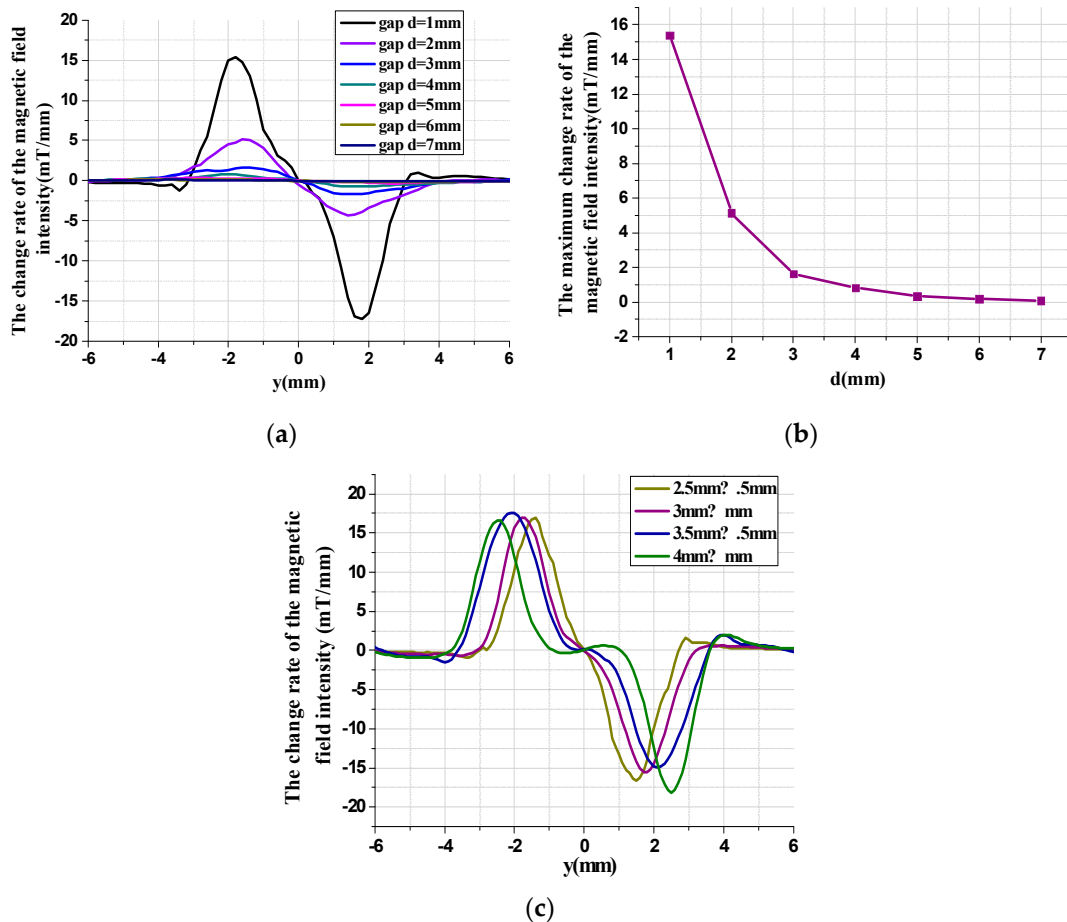 The change rate of the magnetic field
intensity(mT/mm)
20
15
10
5
0
-5
-10
-15
-20
gap d=1mm
gap d=2mm
gap d=3mm
gap d=4mm
gap d=5mm
gap d=6mm
gap d=7mm
-6 -4 -2 0 2 4 6
y(mm)
(a)
The maximum change rate of the
magnetic field intensity(mT/mm)
16
14
12
10
8
6
4
2
0
-2
1 2 3 4 5 6 7
d(mm)
(b)
The change rate of the magnetic
field intensity (mT/mm)
20
15
10
5
0
-5
-10
-15
-20
2.5mm? .5mm
3mm? mm
3.5mm? .5mm
4mm? mm
-6 -4 -2 0 2 4 6
y(mm)
(c)